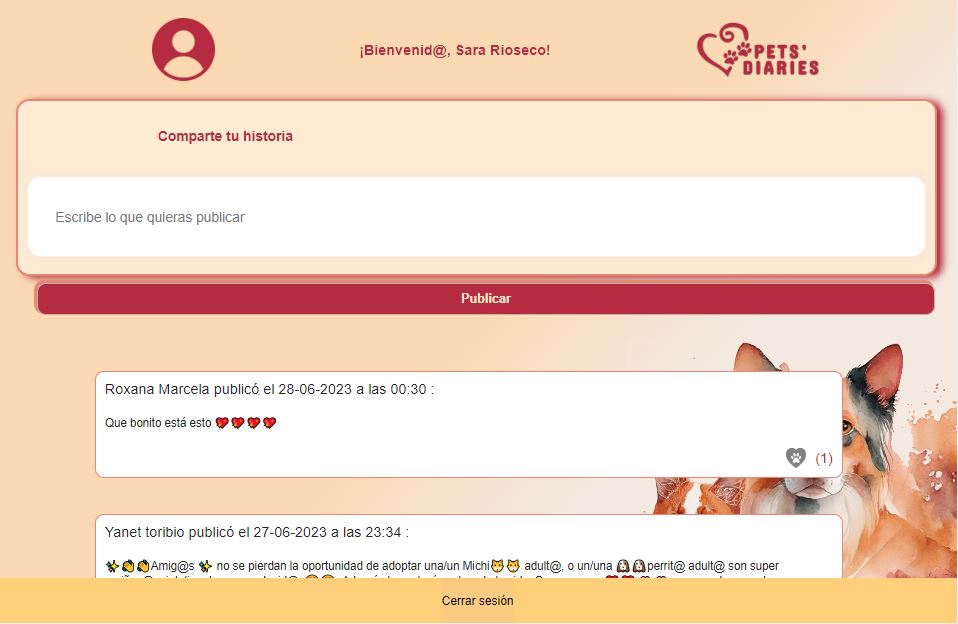 ¡Bienvenid@, Sara Rioseco!
PETS'
DIARIES
Comparte tu historia
Escribe lo que quieras publicar
Publicar
Roxana Marcela publicó el 28-06-2023 a las 00:30 :
Que bonito está esto 💘💘💘💘
(1)
Yanet toribio publicó el 27-06-2023 a las 23:34 :
✨👏👏Amig@s ✨ no se pierdan la oportunidad de adoptar una/un Michi🐱🐱 adult@, o un/una 🐶🐶perrit@ adult@ son super
Cerrar sesión